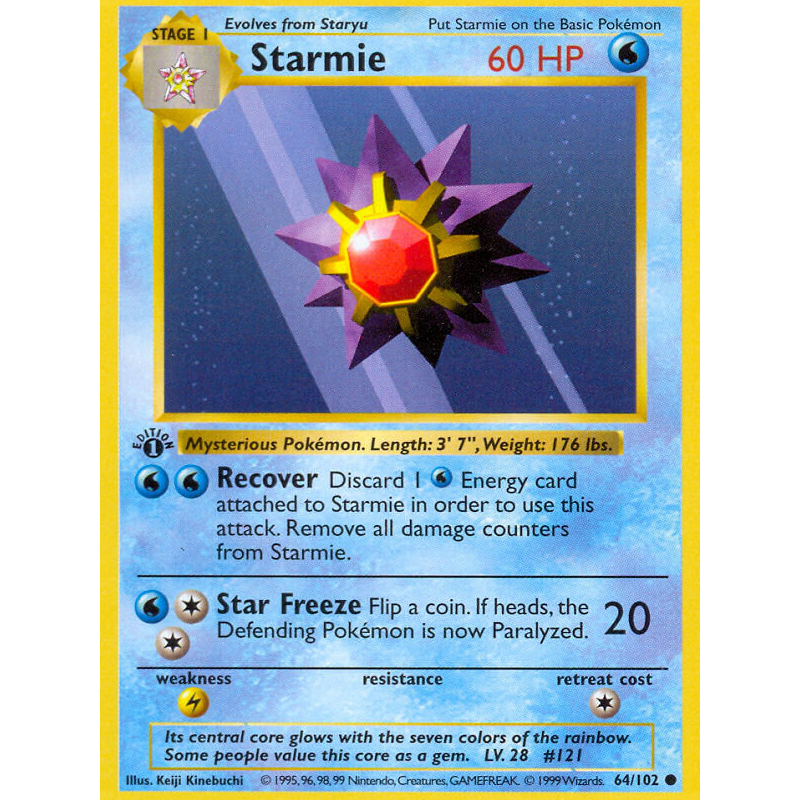 STAGE 1
Evolves from Staryu
Put Starmie on the Basic Pokémon
Starmie
60 HP
EDITION
1
Mysterious Pokémon. Length: 3' 7", Weight: 176 lbs.
Recover Discard 1 Energy card
attached to Starmie in order to use this
attack. Remove all damage counters
from Starmie.
Star Freeze Flip a coin. If heads, the
Defending Pokémon is now Paralyzed.
20
weakness
resistance
retreat cost
Its central core glows with the seven colors of the rainbow.
Some people value this core as a gem. LV. 28 #121
Illus. Keiji Kinebuchi
© 1995, 96, 98, 99 Nintendo, Creatures, GAMEFREAK. © 1999 Wizards.
64/102